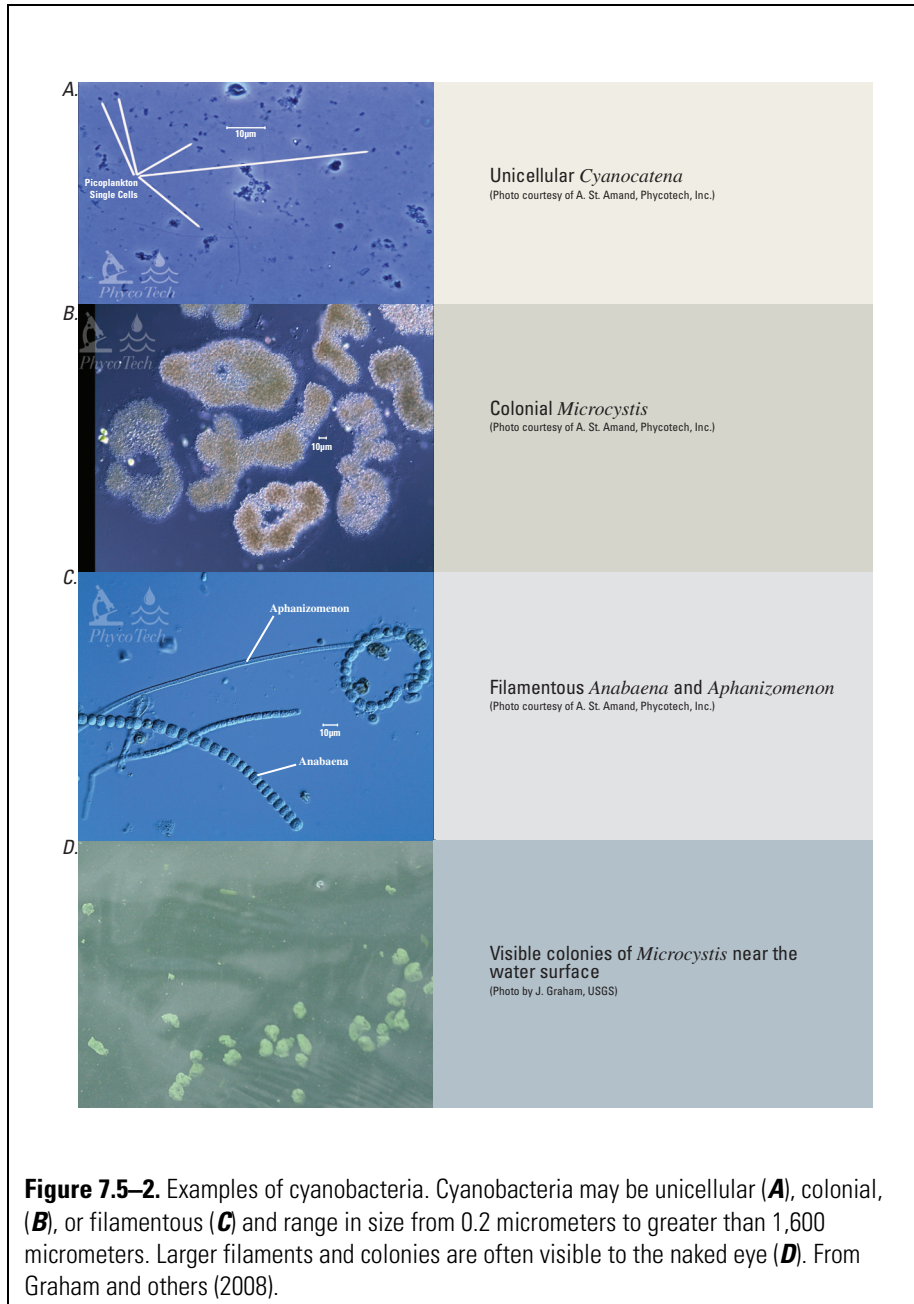 A.
10µm
Picoplankton
Single Cells
PhycoTech
Unicellular Cyanocatena
(Photo courtesy of A. St. Amand, Phycotech, Inc.)
B.
PhycoTech
10µm
Colonial Microcystis
(Photo courtesy of A. St. Amand, Phycotech, Inc.)
C.
PhycoTech
Aphanizomenon
10µm
Anabaena
Filamentous Anabaena and Aphanizomenon
(Photo courtesy of A. St. Amand, Phycotech, Inc.)
D.
Visible colonies of Microcystis near the
water surface
(Photo by J. Graham, USGS)
Figure 7.5–2. Examples of cyanobacteria. Cyanobacteria may be unicellular (A), colonial,
(B), or filamentous (C) and range in size from 0.2 micrometers to greater than 1,600
micrometers. Larger filaments and colonies are often visible to the naked eye (D). From
Graham and others (2008).